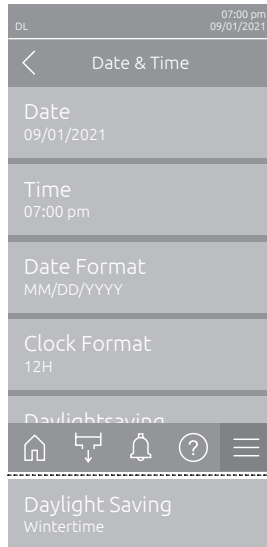 07:00 pm
DL 09/01/2021
Date & Time
Date
09/01/2021
Time
07:00 pm
Date Format
MM/DD/YYYY
Clock Format
12H
Daylightsaving
?
Daylight Saving
Wintertime